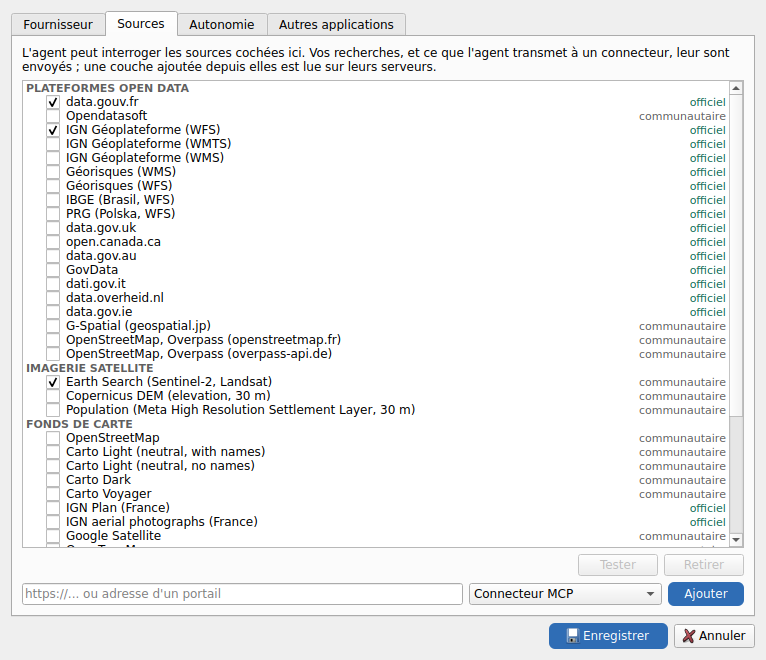 Fournisseur
Sources
Autonomie
Autres applications
L'agent peut interroger les sources cochées ici. Vos recherches, et ce que l'agent transmet à un connecteur, leur sont
envoyés ; une couche ajoutée depuis elles est lue sur leurs serveurs.
PLATEFORMES OPEN DATA
data.gouv.fr officiel
Opendatasoft communautaire
IGN Géoplateforme (WFS) officiel
IGN Géoplateforme (WMTS) officiel
IGN Géoplateforme (WMS) officiel
Géorisques (WMS) officiel
Géorisques (WFS) officiel
IBGE (Brasil, WFS) officiel
PRG (Polska, WFS) officiel
data.gov.uk officiel
open.canada.ca officiel
data.gov.au officiel
GovData officiel
dati.gov.it officiel
data.overheid.nl officiel
data.gov.ie officiel
G-Spatial (geospatial.jp) communautaire
OpenStreetMap, Overpass (openstreetmap.fr) communautaire
OpenStreetMap, Overpass (overpass-api.de) communautaire
IMAGERIE SATELLITE
Earth Search (Sentinel-2, Landsat) communautaire
Copernicus DEM (elevation, 30 m) communautaire
Population (Meta High Resolution Settlement Layer, 30 m) communautaire
FONDS DE CARTE
OpenStreetMap communautaire
Carto Light (neutral, with names) communautaire
Carto Light (neutral, no names) communautaire
Carto Dark communautaire
Carto Voyager communautaire
IGN Plan (France) officiel
IGN aerial photographs (France) officiel
Google Satellite communautaire
Tester
Retirer
https://... ou adresse d'un portail
Connecteur MCP
Ajouter
Enregistrer
Annuler